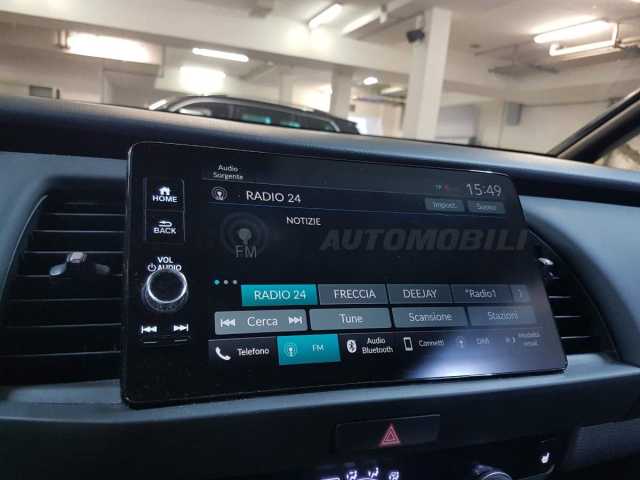 Audio
Sorgente
RADIO 24
TP
15:49
HOME
Impost.
Suono
NOTIZIE
BACK
FM
AUTOMOBILI
VOL
AUDIO
RADIO 24 FRECCIA DEEJAY "Radio1
Cerca Tune Scansione Stazioni
Telefono FM Audio Bluetooth Connetti DAB